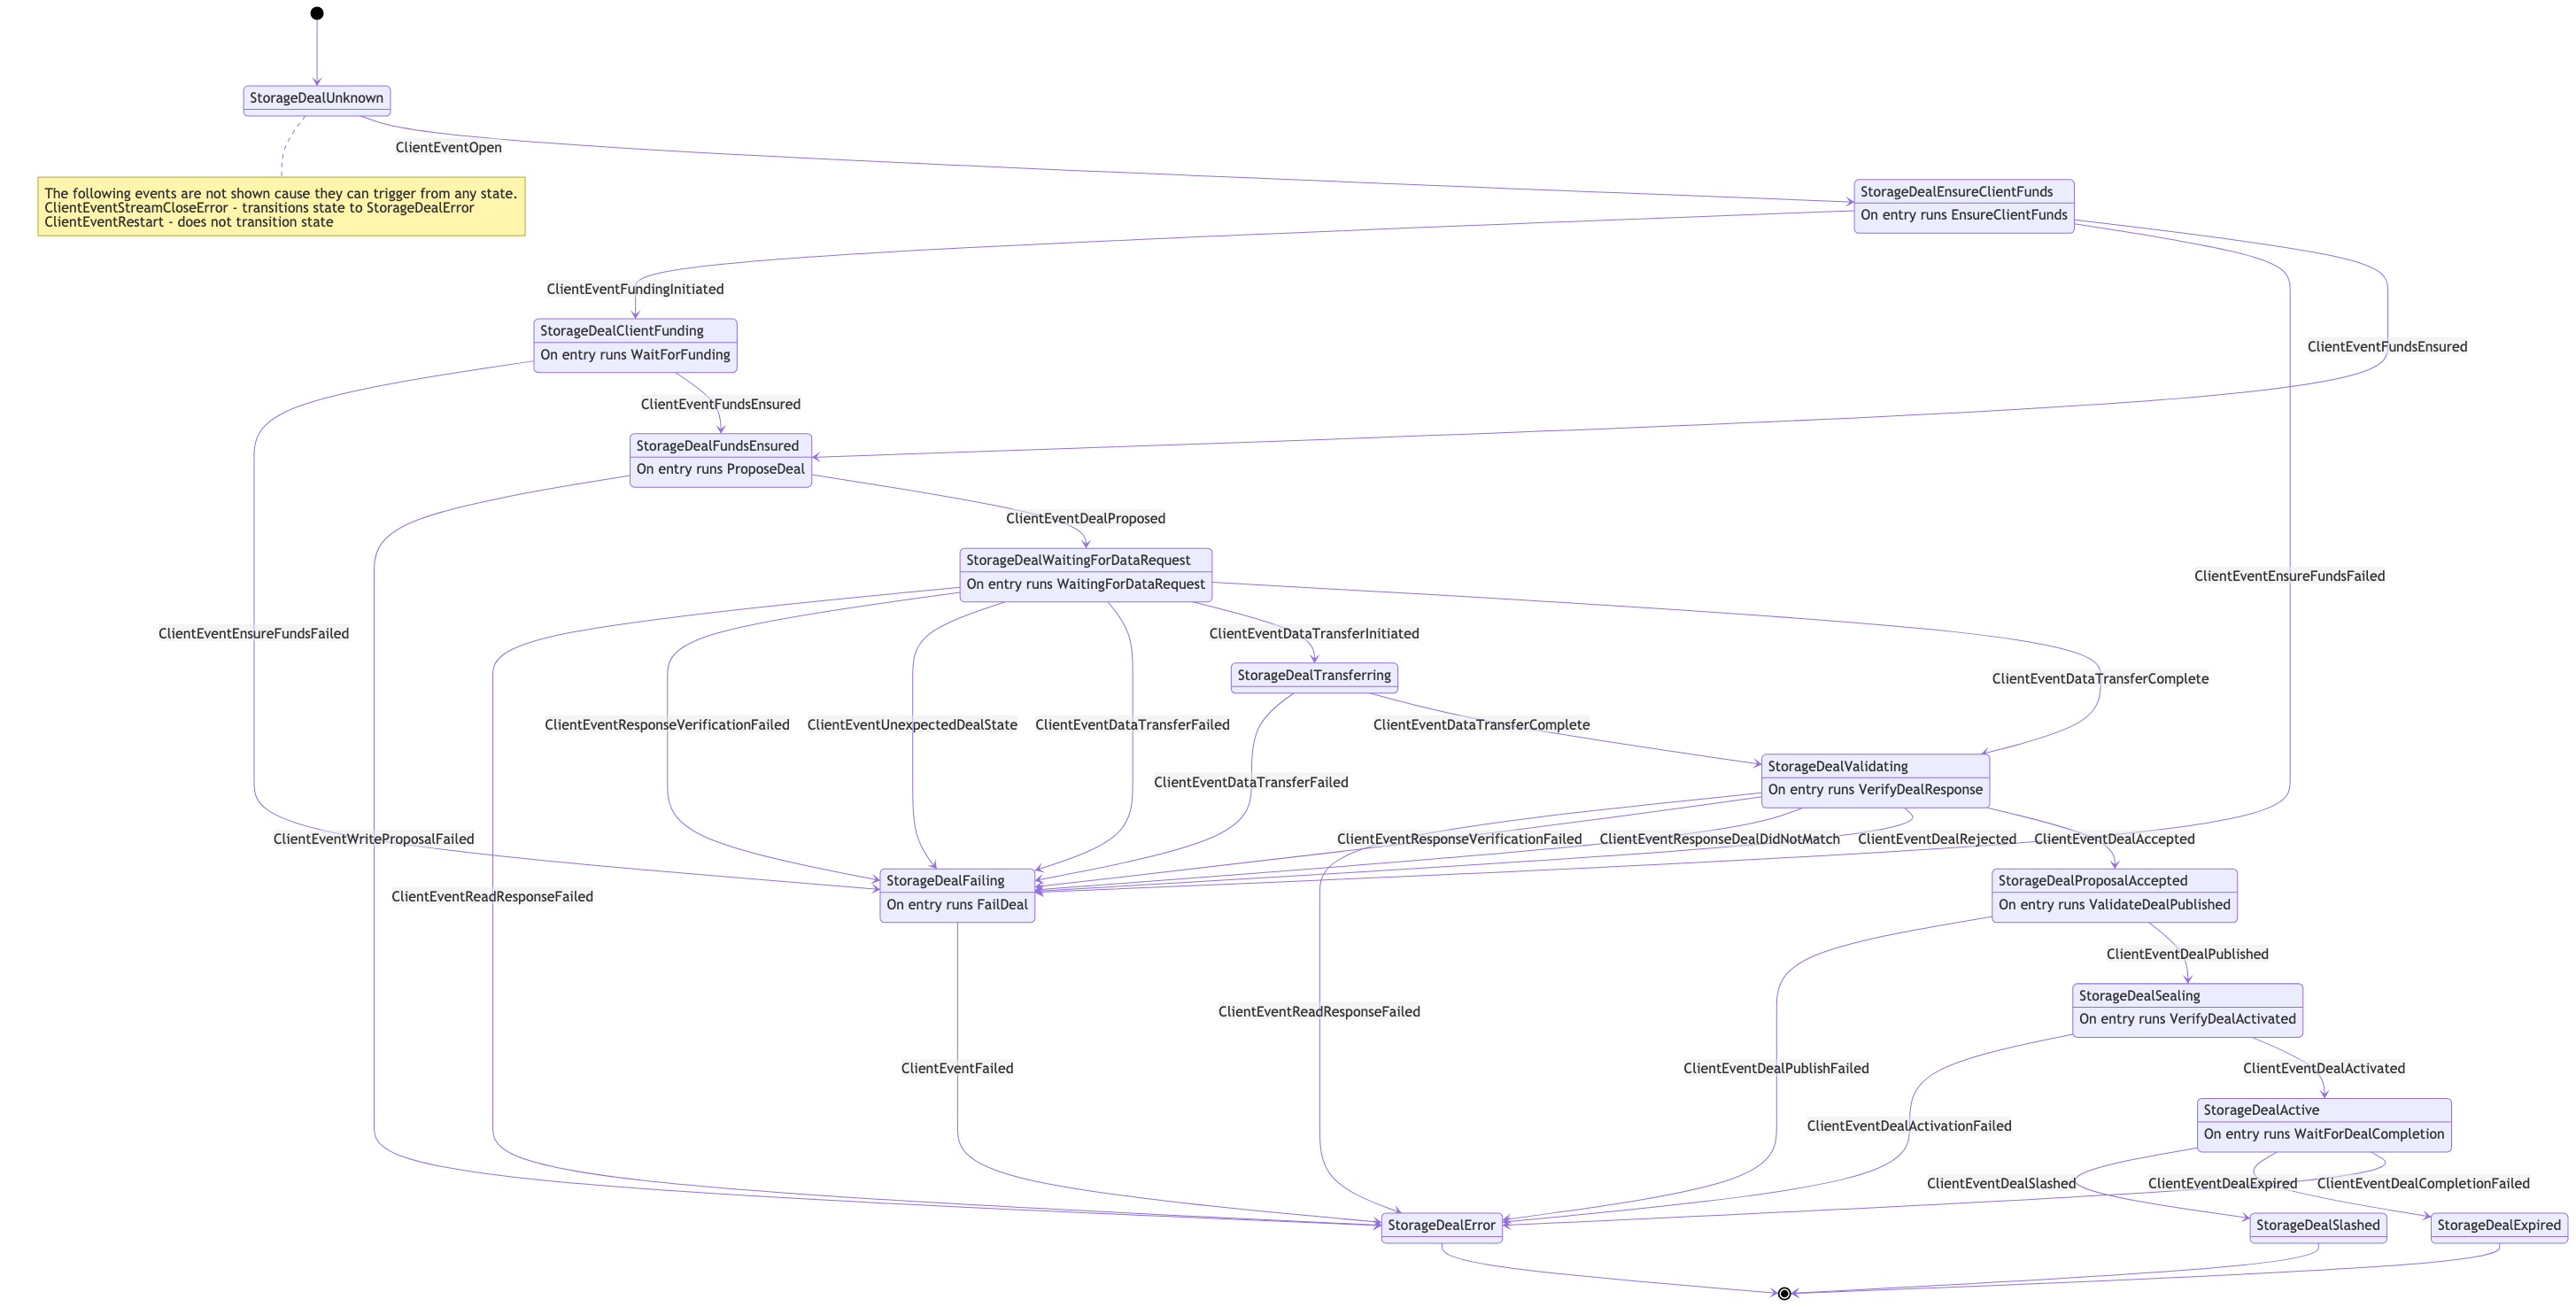 StorageDealUnknown
ClientEventOpen
The following events are not shown cause they can trigger from any state.
ClientEventStreamCloseError - transitions state to StorageDealError
ClientEventRestart - does not transition state
StorageDealEnsureClientFunds
On entry runs EnsureClientFunds
ClientEventFundingInitiated
StorageDealClientFunding
On entry runs WaitForFunding
ClientEventFundsEnsured
ClientEventFundsEnsured
StorageDealFundsEnsured
On entry runs ProposeDeal
ClientEventDealProposed
StorageDealWaitingForDataRequest
On entry runs WaitingForDataRequest
ClientEventEnsureFundsFailed
ClientEventEnsureFundsFailed
ClientEventDataTransferInitiated
StorageDealTransferring
ClientEventDataTransferComplete
ClientEventResponseVerificationFailed
ClientEventUnexpectedDealState
ClientEventDataTransferFailed
ClientEventDataTransferComplete
ClientEventDataTransferFailed
StorageDealValidating
On entry runs VerifyDealResponse
ClientEventWriteProposalFailed
ClientEventResponseVerificationFailed
ClientEventResponseDealDidNotMatch
ClientEventDealRejected
ClientEventDealAccepted
StorageDealFailing
On entry runs FailDeal
StorageDealProposalAccepted
On entry runs ValidateDealPublished
ClientEventReadResponseFailed
ClientEventDealPublished
StorageDealSealing
On entry runs VerifyDealActivated
ClientEventReadResponseFailed
ClientEventFailed
ClientEventDealPublishFailed
ClientEventDealActivated
StorageDealActive
On entry runs WaitForDealCompletion
ClientEventDealActivationFailed
ClientEventDealSlashed
ClientEventDealExpired
ClientEventDealCompletionFailed
StorageDealError
StorageDealSlashed
StorageDealExpired